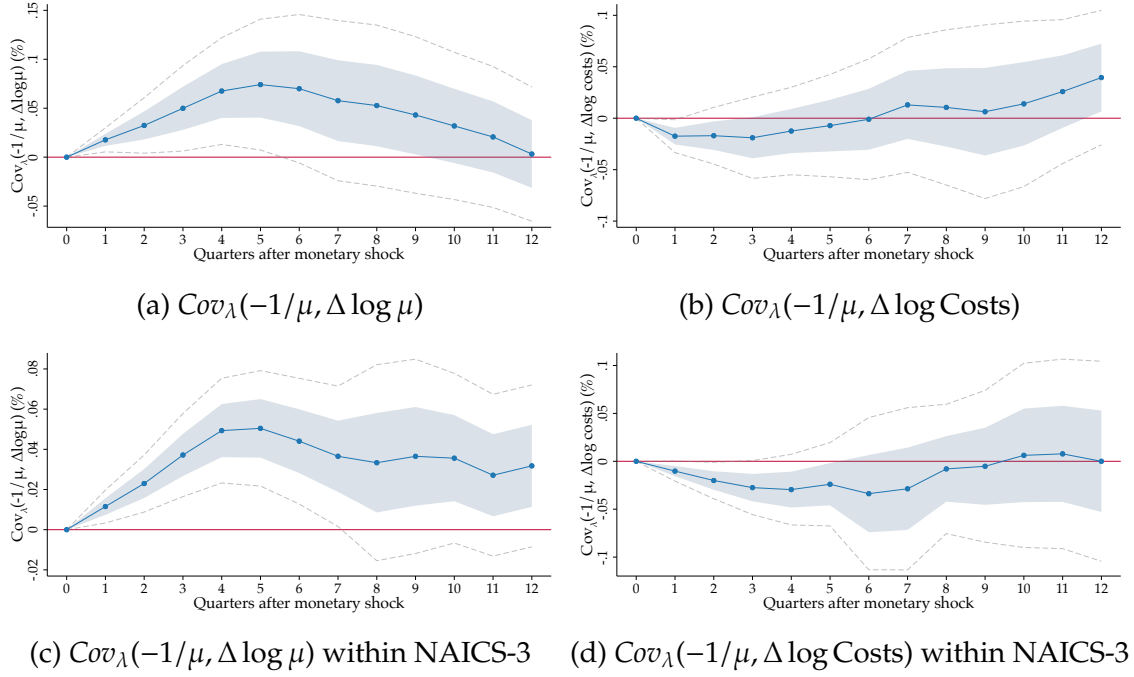 Cov_λ(-1/μ, Δlogμ) (%)
.15
.1
.05
0
-.05
0 1 2 3 4 5 6 7 8 9 10 11 12
Quarters after monetary shock
(a) Cov_λ(−1/μ, Δ log μ)
Cov_λ(-1/ μ, Δlog costs) (%)
.1
.05
0
-.05
-.1
0 1 2 3 4 5 6 7 8 9 10 11 12
Quarters after monetary shock
(b) Cov_λ(−1/μ, Δ log Costs)
Cov_λ(-1/ μ, Δlogμ) (%)
.08
.06
.04
.02
0
-.02
0 1 2 3 4 5 6 7 8 9 10 11 12
Quarters after monetary shock
(c) Cov_λ(−1/μ, Δ log μ) within NAICS-3
Cov_λ(-1/ μ, Δlog costs) (%)
.1
.05
0
-.05
-.1
0 1 2 3 4 5 6 7 8 9 10 11 12
Quarters after monetary shock
(d) Cov_λ(−1/μ, Δ log Costs) within NAICS-3